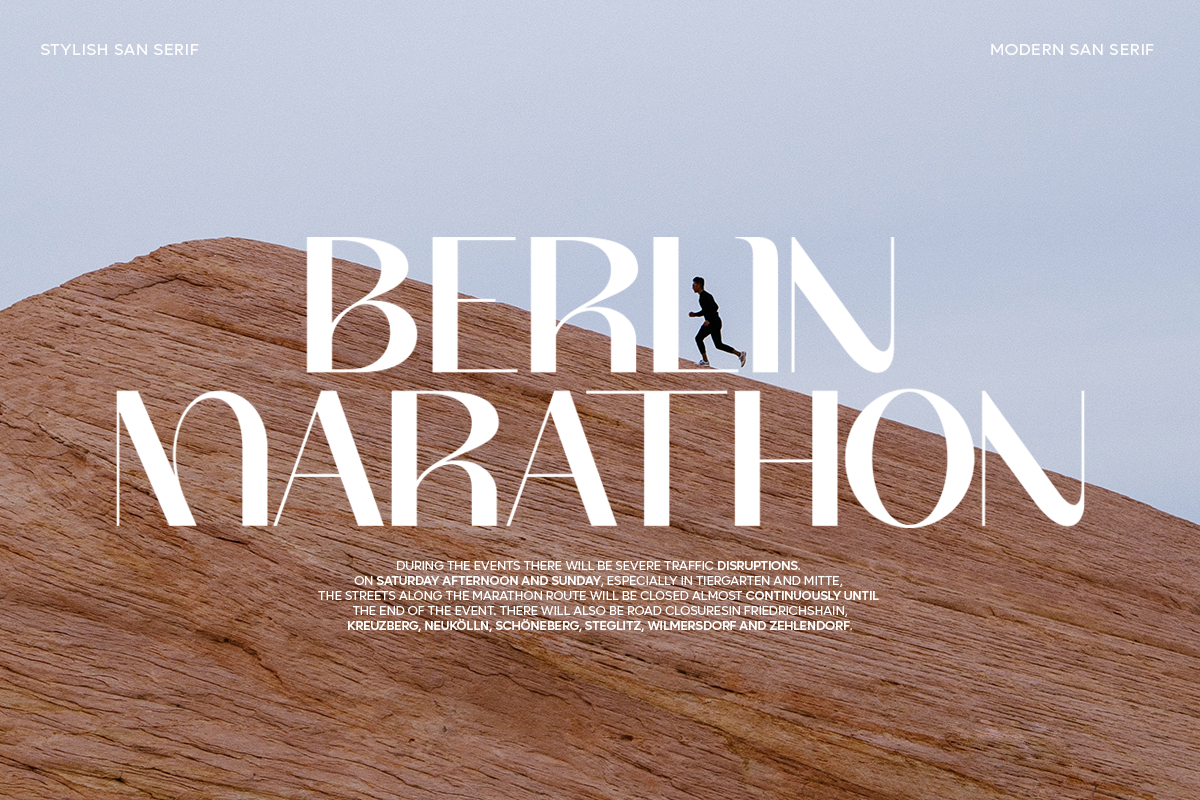 STYLISH SAN SERIF
MODERN SAN SERIF
BERLIN
MARATHON
DURING THE EVENTS THERE WILL BE SEVERE TRAFFIC DISRUPTIONS.
ON SATURDAY AFTERNOON AND SUNDAY, ESPECIALLY IN TIERGARTEN AND MITTE,
THE STREETS ALONG THE MARATHON ROUTE WILL BE CLOSED ALMOST CONTINUOUSLY UNTIL
THE END OF THE EVENT. THERE WILL ALSO BE ROAD CLOSURESIN FRIEDRICHSHAIN,
KREUZBERG, NEUKÖLLN, SCHÖNEBERG, STEGLITZ, WILMERSDORF AND ZEHLENDORF.